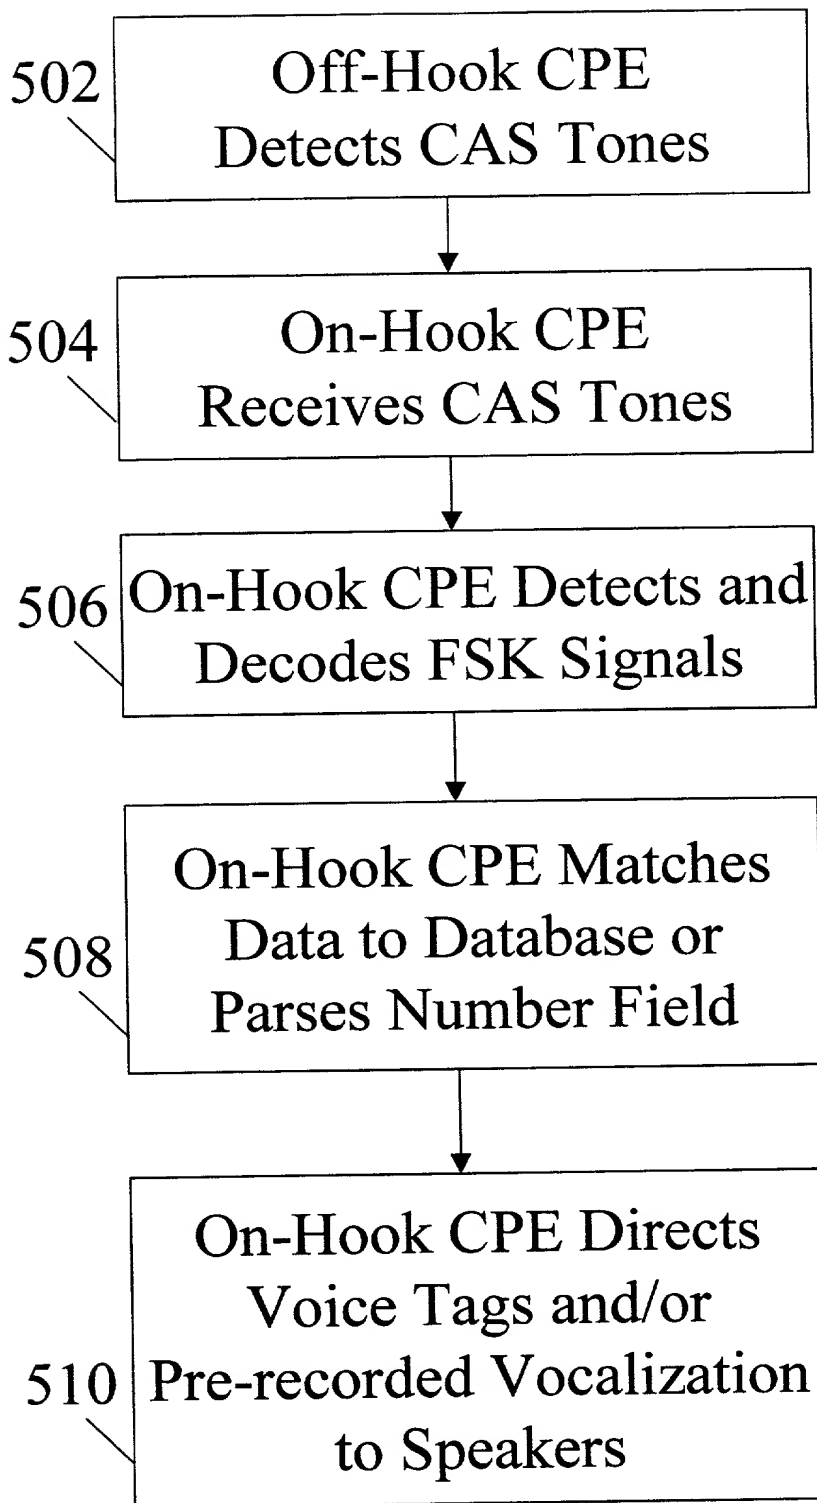 502
Off-Hook CPE
Detects CAS Tones
504
On-Hook CPE
Receives CAS Tones
506
On-Hook CPE Detects and
Decodes FSK Signals
508
On-Hook CPE Matches
Data to Database or
Parses Number Field
510
On-Hook CPE Directs
Voice Tags and/or
Pre-recorded Vocalization
to Speakers